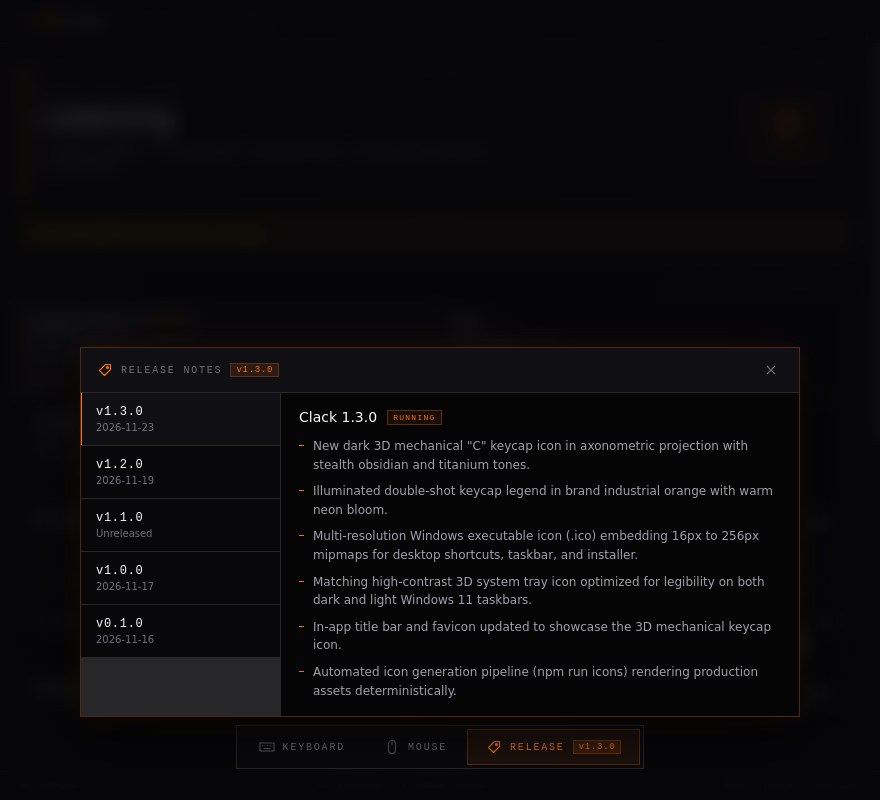 RELEASE NOTES v1.3.0
v1.3.0
2026-11-23
v1.2.0
2026-11-19
v1.1.0
Unreleased
v1.0.0
2026-11-17
v0.1.0
2026-11-16
Clack 1.3.0 RUNNING
– New dark 3D mechanical "C" keycap icon in axonometric projection with
stealth obsidian and titanium tones.
– Illuminated double-shot keycap legend in brand industrial orange with warm
neon bloom.
– Multi-resolution Windows executable icon (.ico) embedding 16px to 256px
mipmaps for desktop shortcuts, taskbar, and installer.
– Matching high-contrast 3D system tray icon optimized for legibility on both
dark and light Windows 11 taskbars.
– In-app title bar and favicon updated to showcase the 3D mechanical keycap
icon.
– Automated icon generation pipeline (npm run icons) rendering production
assets deterministically.
KEYBOARD MOUSE RELEASE v1.3.0